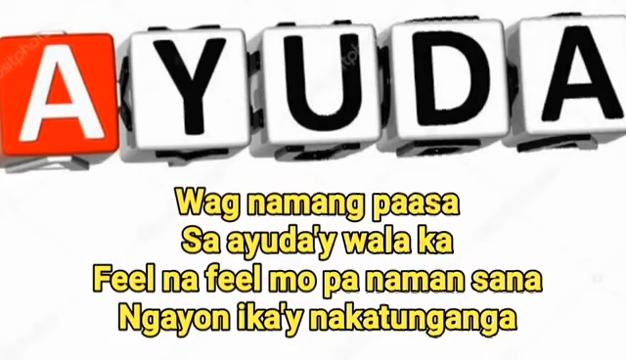 AYUDA
Wag namang paasa
Sa ayuda'y wala ka
Feel na feel mo pa naman sana
Ngayon ika'y nakatunganga